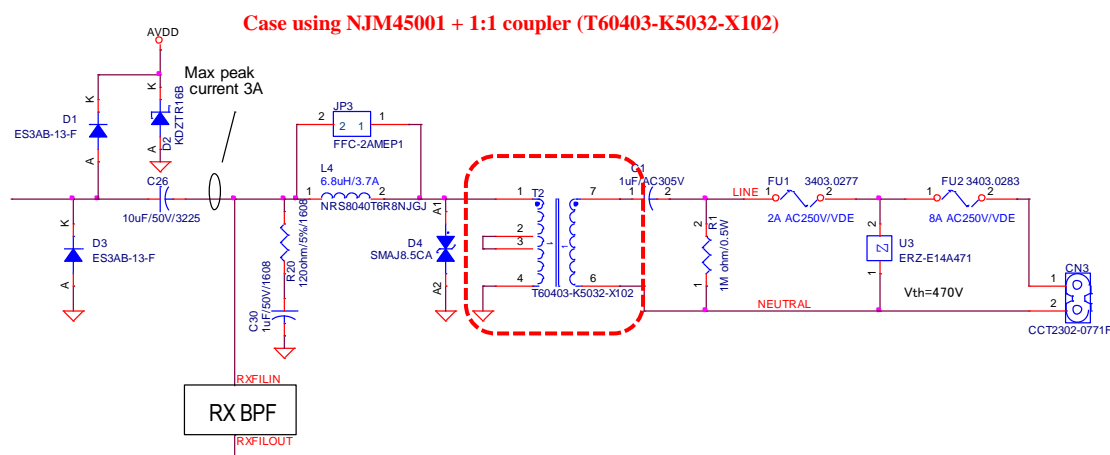 Case using NJM45001 + 1:1 coupler (T60403-K5032-X102)
AVDD
Max peak
current 3A
K
K
D1
ES3AB-13-F
D2
KDZTR16B
A
A
C26
10uF/50V/3225
K
D3
ES3AB-13-F
A
JP3
2
2 1
1
FFC-2AMEP1
L4
6.8uH/3.7A
1
2
NRS8040T6R8NJGJ
R20
120ohm/5%/1608
C30
1uF/50V/1608
A1
D4
SMAJ8.5CA
A2
1
T2
7
2
3
4
6
T60403-K5032-X102
C1
1uF/AC305V
1
2
LINE
FU1
3403.0277
1
2
2A AC250V/VDE
FU2 3403.0283
1
2
8A AC250V/VDE
2
R1
1M ohm/0.5W
1
2
Z
U3
ERZ-E14A471
1
Vth=470V
NEUTRAL
CN3
1
2
CCT2302-0771F
RXFILIN
RX BPF
RXFILOUT